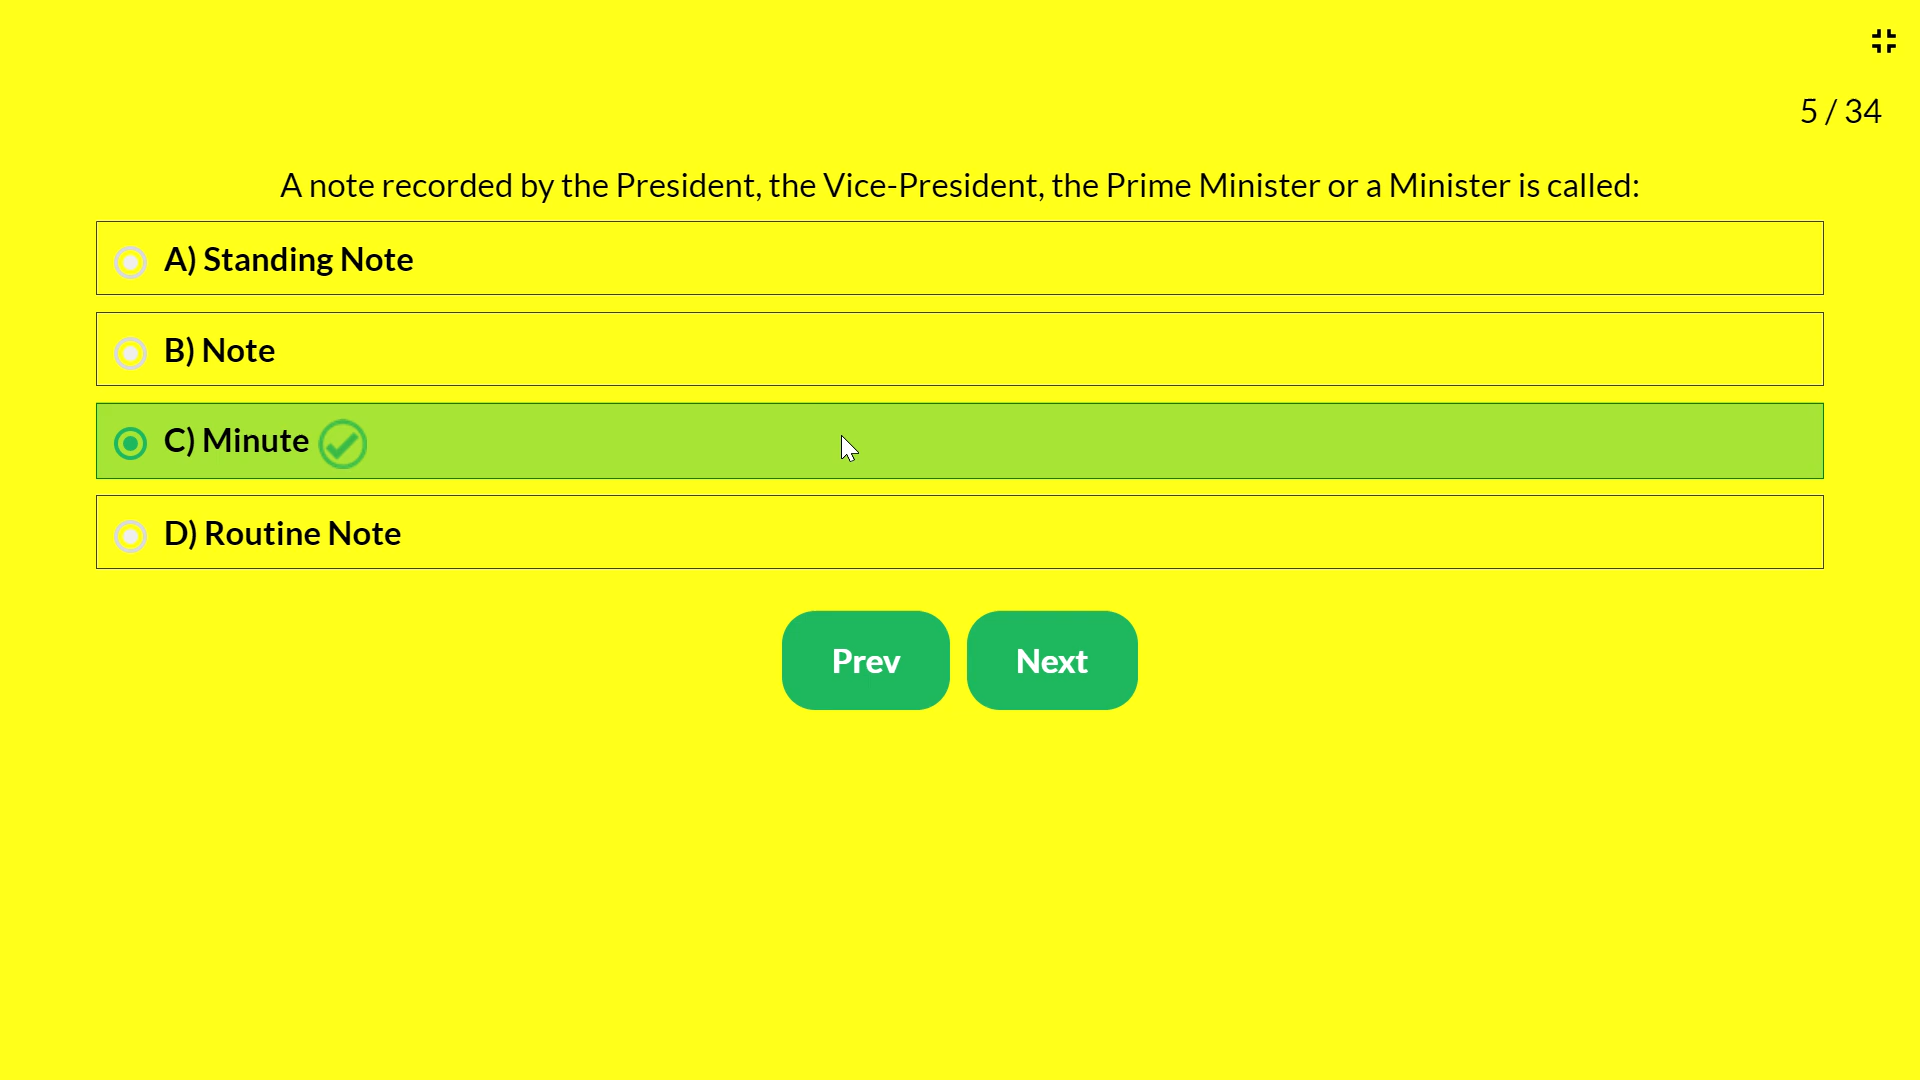 5 / 34
A note recorded by the President, the Vice-President, the Prime Minister or a Minister is called:
A) Standing Note
B) Note
C) Minute
D) Routine Note
Prev
Next